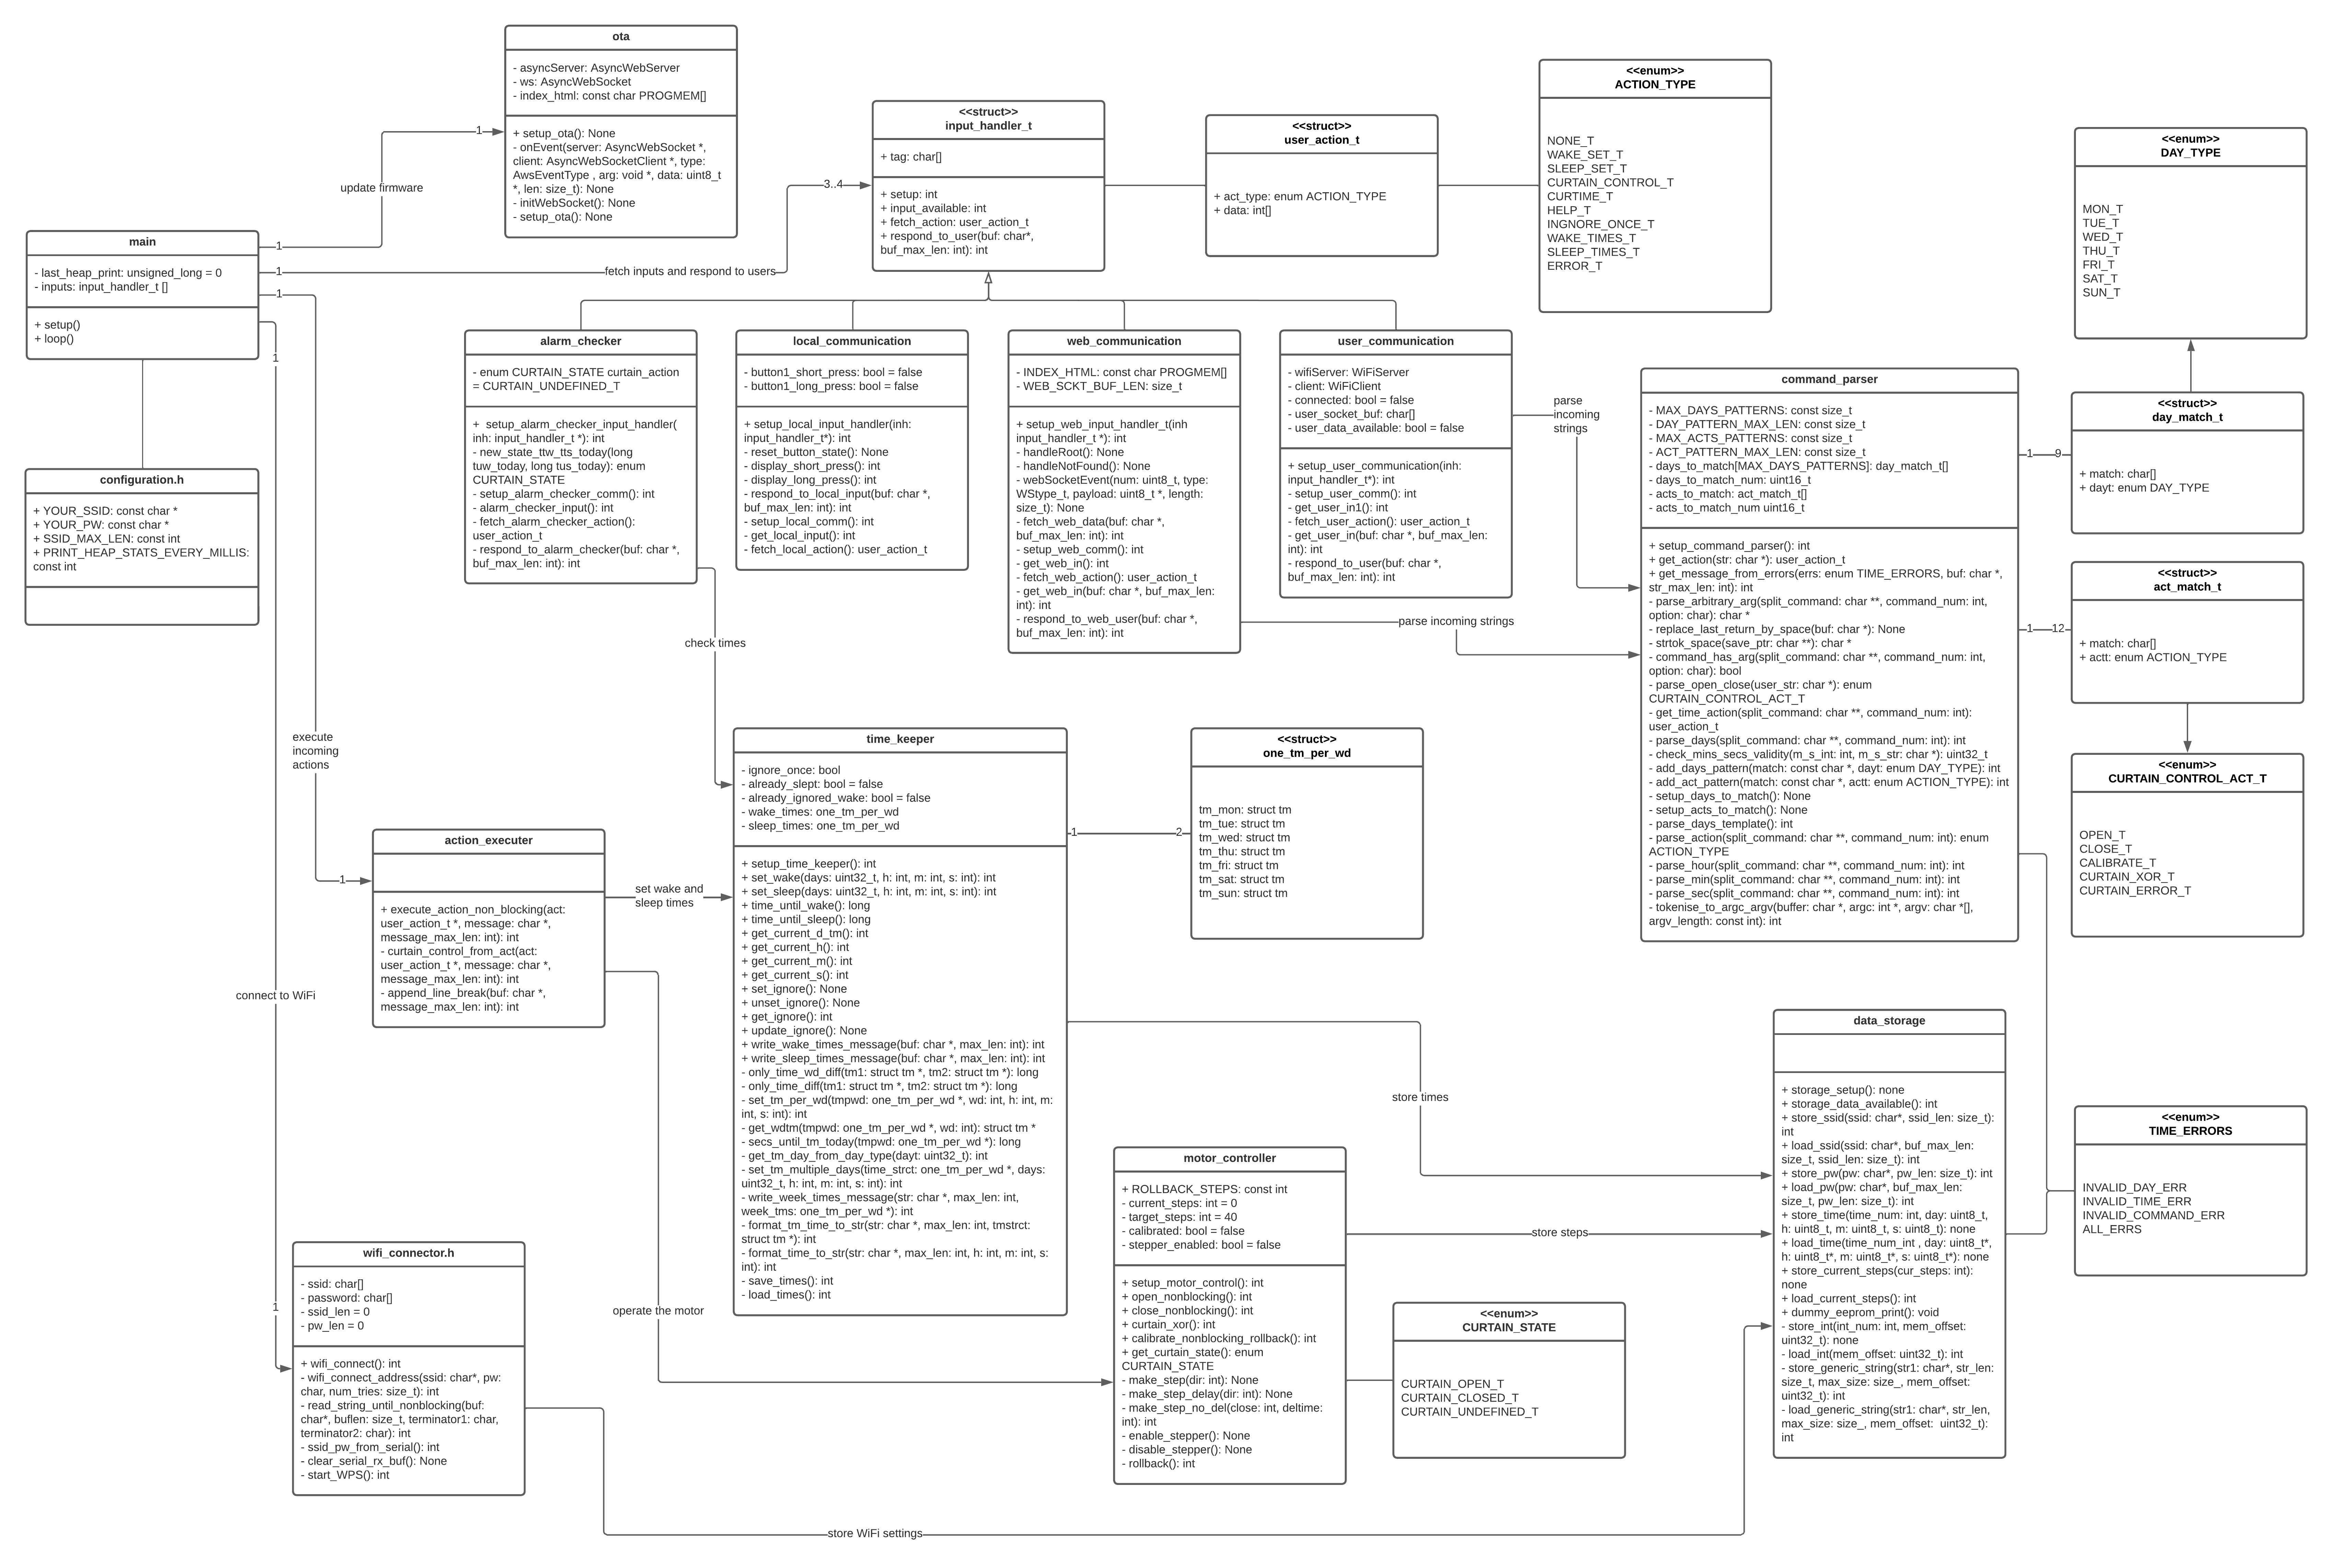 ota
- asyncServer: AsyncWebServer
- ws: AsyncWebSocket
- index_html: const char PROGMEM[]
+ setup_ota(): None
- onEvent(server: AsyncWebSocket *,
client: AsyncWebSocketClient *, type:
AwsEventType , arg: void *, data: uint8_t
*, len: size_t): None
- initWebSocket(): None
- setup_ota(): None
<<enum>>
ACTION_TYPE
NONE_T
WAKE_SET_T
SLEEP_SET_T
CURTAIN_CONTROL_T
CURTIME_T
HELP_T
INGNORE_ONCE_T
WAKE_TIMES_T
SLEEP_TIMES_T
ERROR_T
<<struct>>
input_handler_t
+ tag: char[]
+ setup: int
+ input_available: int
+ fetch_action: user_action_t
+ respond_to_user(buf: char*,
buf_max_len: int): int
<<struct>>
user_action_t
+ act_type: enum ACTION_TYPE
+ data: int[]
<<enum>>
DAY_TYPE
MON_T
TUE_T
WED_T
THU_T
FRI_T
SAT_T
SUN_T
1
update firmware
3..4
main
- last_heap_print: unsigned_long = 0
- inputs: input_handler_t []
+ setup()
+ loop()
1
1
fetch inputs and respond to users
1
1
alarm_checker
- enum CURTAIN_STATE curtain_action
= CURTAIN_UNDEFINED_T
+  setup_alarm_checker_input_handler(
inh: input_handler_t *): int
- new_state_ttw_tts_today(long
tuw_today, long tus_today): enum
CURTAIN_STATE
- setup_alarm_checker_comm(): int
- alarm_checker_input(): int
- fetch_alarm_checker_action():
user_action_t
- respond_to_alarm_checker(buf: char *,
buf_max_len: int): int
local_communication
- button1_short_press: bool = false
- button1_long_press: bool = false
+ setup_local_input_handler(inh:
input_handler_t*): int
- reset_button_state(): None
- display_short_press(): int
- display_long_press(): int
- respond_to_local_input(buf: char *,
buf_max_len: int): int
- setup_local_comm(): int
- get_local_input(): int
- fetch_local_action(): user_action_t
web_communication
- INDEX_HTML: const char PROGMEM[]
- WEB_SCKT_BUF_LEN: size_t
+ setup_web_input_handler_t(inh
input_handler_t *): int
- handleRoot(): None
- handleNotFound(): None
- webSocketEvent(num: uint8_t, type:
WStype_t, payload: uint8_t *, length:
size_t): None
- fetch_web_data(buf: char *,
buf_max_len: int): int
- setup_web_comm(): int
- get_web_in(): int
- fetch_web_action(): user_action_t
- get_web_in(buf: char *, buf_max_len:
int): int
- respond_to_web_user(buf: char *,
buf_max_len: int): int
user_communication
- wifiServer: WiFiServer
- client: WiFiClient
- connected: bool = false
- user_socket_buf: char[]
- user_data_available: bool = false
+ setup_user_communication(inh:
input_handler_t*): int
- setup_user_comm(): int
- get_user_in1(): int
- fetch_user_action(): user_action_t
- get_user_in(buf: char *, buf_max_len:
int): int
- respond_to_user(buf: char *,
buf_max_len: int): int
parse
incoming
strings
parse incoming strings
command_parser
- MAX_DAYS_PATTERNS: const size_t
- DAY_PATTERN_MAX_LEN: const size_t
- MAX_ACTS_PATTERNS: const size_t
- ACT_PATTERN_MAX_LEN: const size_t
- days_to_match[MAX_DAYS_PATTERNS]: day_match_t[]
- days_to_match_num: uint16_t
- acts_to_match: act_match_t[]
- acts_to_match_num uint16_t
+ setup_command_parser(): int
+ get_action(str: char *): user_action_t
+ get_message_from_errors(errs: enum TIME_ERRORS, buf: char *,
str_max_len: int): int
- parse_arbitrary_arg(split_command: char **, command_num: int,
option: char): char *
- replace_last_return_by_space(buf: char *): None
- strtok_space(save_ptr: char **): char *
- command_has_arg(split_command: char **, command_num: int,
option: char): bool
- parse_open_close(user_str: char *): enum
CURTAIN_CONTROL_ACT_T
- get_time_action(split_command: char **, command_num: int):
user_action_t
- parse_days(split_command: char **, command_num: int): int
- check_mins_secs_validity(m_s_int: int, m_s_str: char *): uint32_t
- add_days_pattern(match: const char *, dayt: enum DAY_TYPE): int
- add_act_pattern(match: const char *, actt: enum ACTION_TYPE): int
- setup_days_to_match(): None
- setup_acts_to_match(): None
- parse_days_template(): int
- parse_action(split_command: char **, command_num: int): enum
ACTION_TYPE
- parse_hour(split_command: char **, command_num: int): int
- parse_min(split_command: char **, command_num: int): int
- parse_sec(split_command: char **, command_num: int): int
- tokenise_to_argc_argv(buffer: char *, argc: int *, argv: char *[],
argv_length: const int): int
1
9
<<struct>>
day_match_t
+ match: char[]
+ dayt: enum DAY_TYPE
1
12
<<struct>>
act_match_t
+ match: char[]
+ actt: enum ACTION_TYPE
<<enum>>
CURTAIN_CONTROL_ACT_T
OPEN_T
CLOSE_T
CALIBRATE_T
CURTAIN_XOR_T
CURTAIN_ERROR_T
configuration.h
+ YOUR_SSID: const char *
+ YOUR_PW: const char *
+ SSID_MAX_LEN: const int
+ PRINT_HEAP_STATS_EVERY_MILLIS:
const int
check times
execute
incoming
actions
connect to WiFi
1
action_executer
+ execute_action_non_blocking(act:
user_action_t *, message: char *,
message_max_len: int): int
- curtain_control_from_act(act:
user_action_t *, message: char *,
message_max_len: int): int
- append_line_break(buf: char *,
message_max_len: int): int
set wake and
sleep times
time_keeper
- ignore_once: bool
- already_slept: bool = false
- already_ignored_wake: bool = false
- wake_times: one_tm_per_wd
- sleep_times: one_tm_per_wd
+ setup_time_keeper(): int
+ set_wake(days: uint32_t, h: int, m: int, s: int): int
+ set_sleep(days: uint32_t, h: int, m: int, s: int): int
+ time_until_wake(): long
+ time_until_sleep(): long
+ get_current_d_tm(): int
+ get_current_h(): int
+ get_current_m(): int
+ get_current_s(): int
+ set_ignore(): None
+ unset_ignore(): None
+ get_ignore(): int
+ update_ignore(): None
+ write_wake_times_message(buf: char *, max_len: int): int
+ write_sleep_times_message(buf: char *, max_len: int): int
- only_time_wd_diff(tm1: struct tm *, tm2: struct tm *): long
- only_time_diff(tm1: struct tm *, tm2: struct tm *): long
- set_tm_per_wd(tmpwd: one_tm_per_wd *, wd: int, h: int, m:
int, s: int): int
- get_wdtm(tmpwd: one_tm_per_wd *, wd: int): struct tm *
- secs_until_tm_today(tmpwd: one_tm_per_wd *): long
- get_tm_day_from_day_type(dayt: uint32_t): int
- set_tm_multiple_days(time_strct: one_tm_per_wd *, days:
uint32_t, h: int, m: int, s: int): int
- write_week_times_message(str: char *, max_len: int,
week_tms: one_tm_per_wd *): int
- format_tm_time_to_str(str: char *, max_len: int, tmstrct:
struct tm *): int
- format_time_to_str(str: char *, max_len: int, h: int, m: int, s:
int): int
- save_times(): int
- load_times(): int
1
2
<<struct>>
one_tm_per_wd
tm_mon: struct tm
tm_tue: struct tm
tm_wed: struct tm
tm_thu: struct tm
tm_fri: struct tm
tm_sat: struct tm
tm_sun: struct tm
store times
data_storage
+ storage_setup(): none
+ storage_data_available(): int
+ store_ssid(ssid: char*, ssid_len: size_t):
int
+ load_ssid(ssid: char*, buf_max_len:
size_t, ssid_len: size_t): int
+ store_pw(pw: char*, pw_len: size_t): int
+ load_pw(pw: char*, buf_max_len:
size_t, pw_len: size_t): int
+ store_time(time_num: int, day: uint8_t,
h: uint8_t, m: uint8_t, s: uint8_t): none
+ load_time(time_num_int , day: uint8_t*,
h: uint8_t*, m: uint8_t*, s: uint8_t*): none
+ store_current_steps(cur_steps: int):
none
+ load_current_steps(): int
+ dummy_eeprom_print(): void
- store_int(int_num: int, mem_offset:
uint32_t): none
- load_int(mem_offset: uint32_t): int
- store_generic_string(str1: char*, str_len:
size_t, max_size: size_, mem_offset:
uint32_t): int
- load_generic_string(str1: char*, str_len,
max_size: size_, mem_offset:  uint32_t):
int
<<enum>>
TIME_ERRORS
INVALID_DAY_ERR
INVALID_TIME_ERR
INVALID_COMMAND_ERR
ALL_ERRS
motor_controller
+ ROLLBACK_STEPS: const int
- current_steps: int = 0
- target_steps: int = 40
- calibrated: bool = false
- stepper_enabled: bool = false
+ setup_motor_control(): int
+ open_nonblocking(): int
+ close_nonblocking(): int
+ curtain_xor(): int
+ calibrate_nonblocking_rollback(): int
+ get_curtain_state(): enum
CURTAIN_STATE
- make_step(dir: int): None
- make_step_delay(dir: int): None
- make_step_no_del(close: int, deltime:
int): int
- enable_stepper(): None
- disable_stepper(): None
- rollback(): int
store steps
<<enum>>
CURTAIN_STATE
CURTAIN_OPEN_T
CURTAIN_CLOSED_T
CURTAIN_UNDEFINED_T
operate the motor
1
wifi_connector.h
- ssid: char[]
- password: char[]
- ssid_len = 0
- pw_len = 0
+ wifi_connect(): int
- wifi_connect_address(ssid: char*, pw:
char, num_tries: size_t): int
- read_string_until_nonblocking(buf:
char*, buflen: size_t, terminator1: char,
terminator2: char): int
- ssid_pw_from_serial(): int
- clear_serial_rx_buf(): None
- start_WPS(): int
store WiFi settings